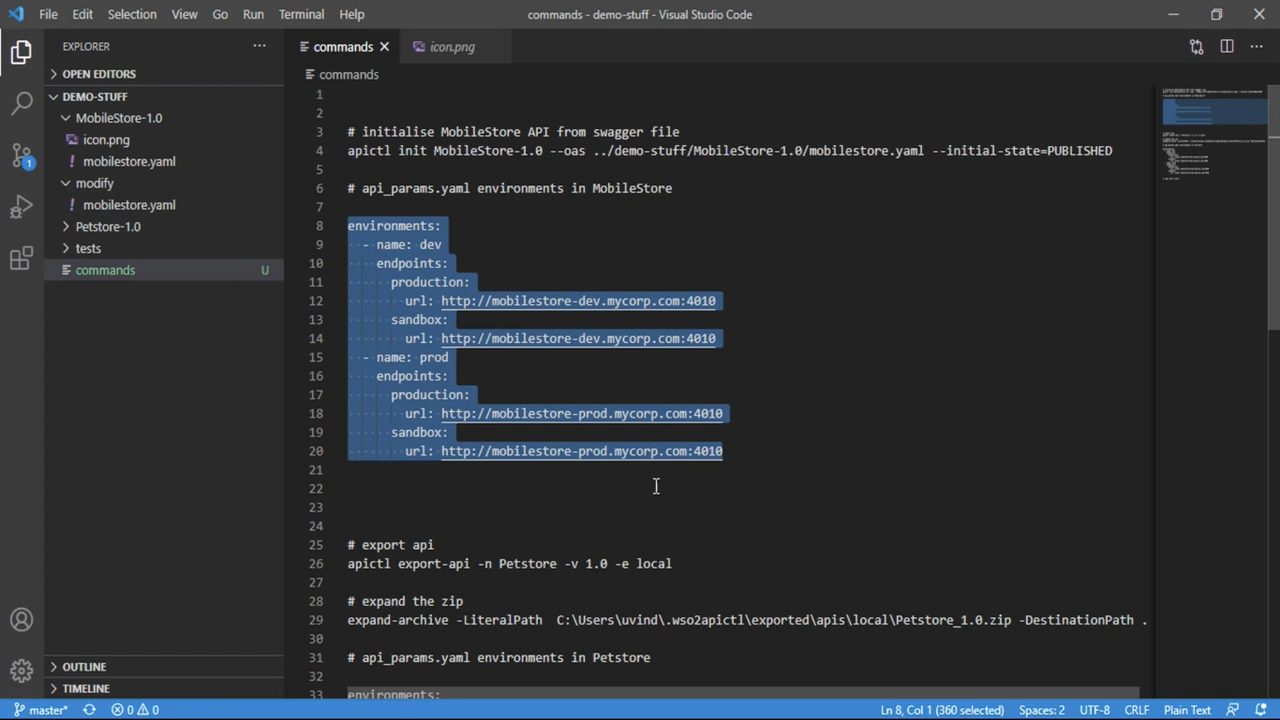 File Edit Selection View Go Run Terminal Help
commands - demo-stuff - Visual Studio Code
EXPLORER
OPEN EDITORS
DEMO-STUFF
MobileStore-1.0
icon.png
mobilestore.yaml
modify
mobilestore.yaml
Petstore-1.0
tests
commands U
OUTLINE
TIMELINE
1
commands
icon.png
commands
1
2
3 # initialise MobileStore API from swagger file
4 apictl init MobileStore-1.0 --oas ../demo-stuff/MobileStore-1.0/mobilestore.yaml --initial-state=PUBLISHED
5
6 # api_params.yaml environments in MobileStore
7
8 environments:
9 - name: dev
10 endpoints:
11 production:
12 url: http://mobilestore-dev.mycorp.com:4010
13 sandbox:
14 url: http://mobilestore-dev.mycorp.com:4010
15 - name: prod
16 endpoints:
17 production:
18 url: http://mobilestore-prod.mycorp.com:4010
19 sandbox:
20 url: http://mobilestore-prod.mycorp.com:4010
21
22
23
24
25 # export api
26 apictl export-api -n Petstore -v 1.0 -e local
27
28 # expand the zip
29 expand-archive -LiteralPath C:\Users\uvind\.wso2apictl\exported\apis\local\Petstore_1.0.zip -DestinationPath .
30
31 # api_params.yaml environments in Petstore
32
33 environments:
master* 0 0
Ln 8, Col 1 (360 selected) Spaces: 2 UTF-8 CRLF Plain Text